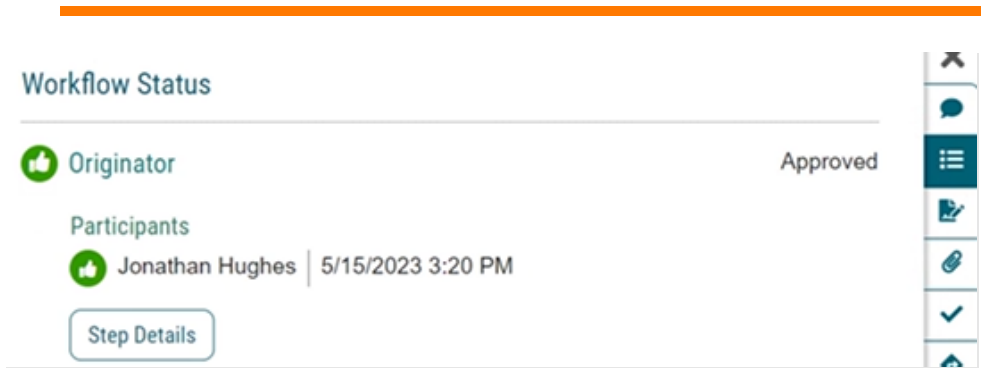 Workflow Status
Originator Approved
Participants
Jonathan Hughes 5/15/2023 3:20 PM
Step Details